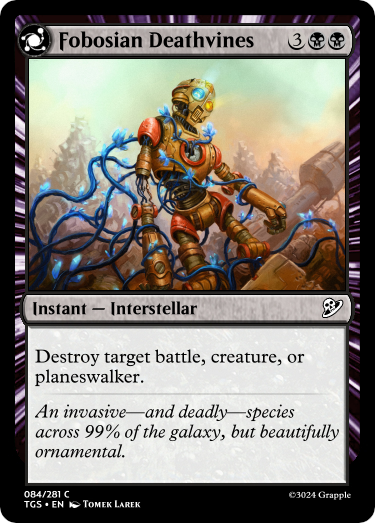 Fobosian Deathvines 3
Instant — Interstellar
Destroy target battle, creature, or
planeswalker.
An invasive—and deadly—species
across 99% of the galaxy, but beautifully
ornamental.
084/281 C
TGS • EN Tomek Larek
©3024 Grapple